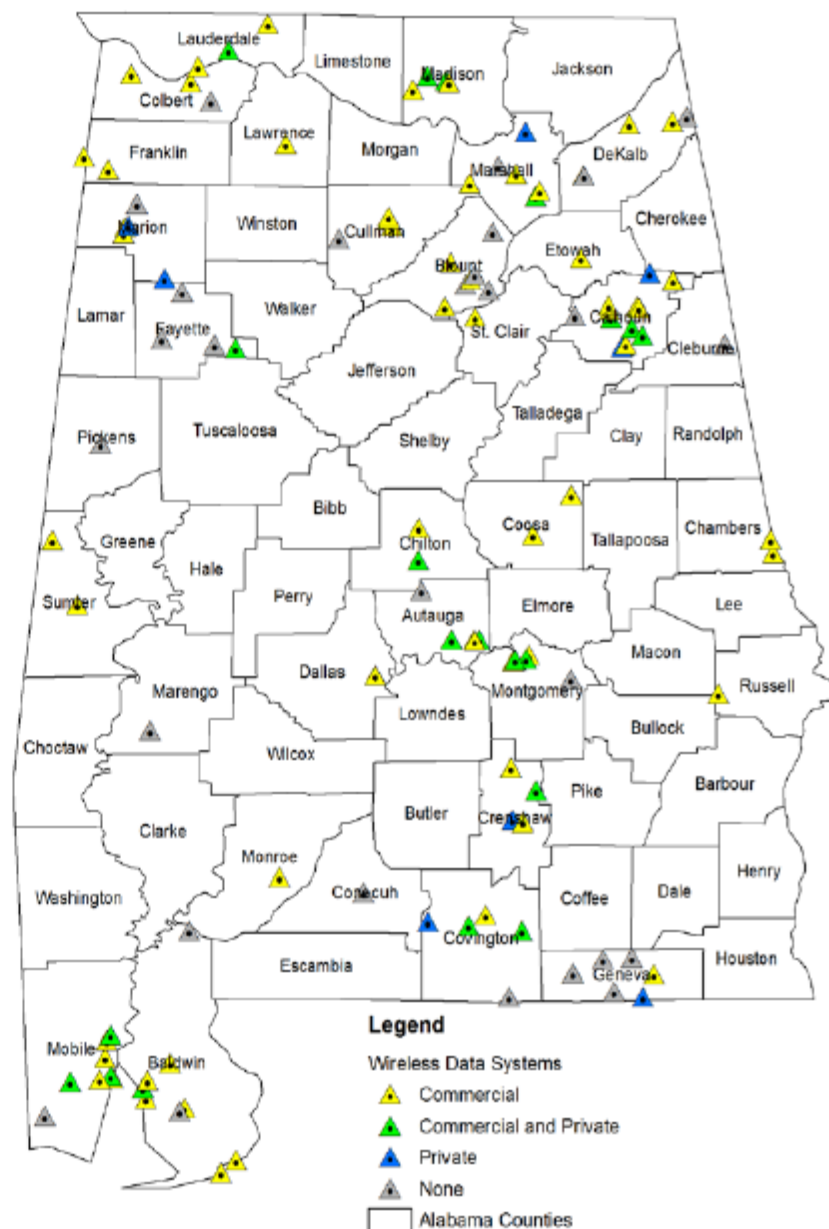 Lauderdale
Limestone
Madison
Jackson
Colbert
Lawrence
Franklin
Morgan
Marshall
DeKalb
Marion
Winston
Cullman
Cherokee
Etowah
Blount
Lamar
Walker
Fayette
St. Clair
Calhoun
Cleburne
Jefferson
Talladega
Pickens
Tuscaloosa
Shelby
Clay
Randolph
Bibb
Greene
Hale
Chilton
Coosa
Tallapoosa
Chambers
Sumter
Perry
Autauga
Elmore
Lee
Dallas
Macon
Marengo
Montgomery
Russell
Lowndes
Choctaw
Bullock
Wilcox
Barbour
Butler
Pike
Clarke
Crenshaw
Monroe
Henry
Washington
Conecuh
Coffee
Dale
Covington
Escambia
Geneva
Houston
Legend
Mobile
Baldwin
Wireless Data Systems
Commercial
Commercial and Private
Private
None
Alabama Counties